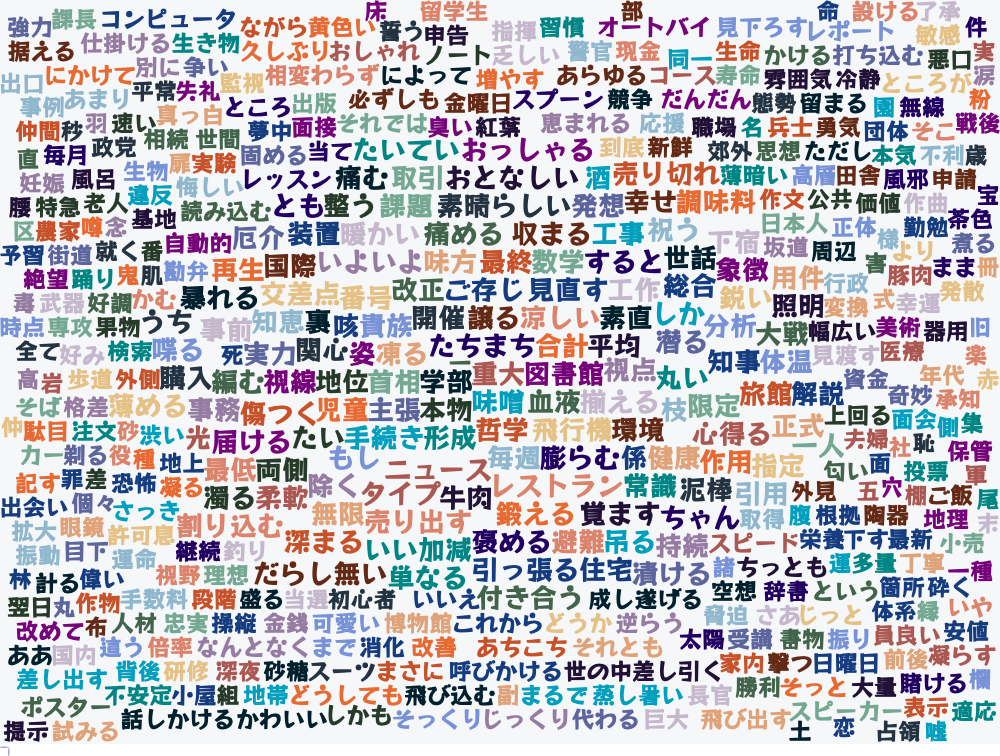 床 留学生 部 命 設ける 了承
強力 課長 コンピュータ ながら 黄色い 誓う 申告 指揮 習慣 オートバイ 見下ろす レポート 敏感 件
据える 仕掛ける 生き物 久しぶり おしゃれ ノート 乏しい 警官 現金 同一 生命 かける 打ち込む 悪口 実
出口 にかけて 別に 争い 監視 相変わらず によって 増やす あらゆる コース 寿命 雰囲気 冷静 ところが 涙
事例 あまり 平常 失礼 ところ 出版 必ずしも 金曜日 スプーン 競争 だんだん 態勢 留まる 園 無線 粉
仲間 秒 羽 速い 真っ白 相続 世間 夢中 面接 それでは 臭い 紅葉 恵まれる 応援 職場 名 兵士 勇気 団体 そこ 戦後
直 毎月 政党 扉 実験 固める 当て たいてい おっしゃる 到底 新鮮 郊外 思想 ただし 本気 不利 歳
妊娠 風呂 生物 違反 悔しい レッスン 痛む 取引 おとなしい 酒 売り切れ 薄暗い 高層 田舎 風邪 申請 宝
腰 特急 老人 基地 読み込む とも 整う 課題 素晴らしい 発想 幸せ 調味料 作文 公共 価値 作曲 茶色
区 農家 噂 念 自動的 厄介 装置 暖かい 痛める 収まる 工事 祝う 下宿 日本人 正体 様 勤勉 煮る
予習 街道 就く 番 再生 国際 いよいよ 味方 最終 数学 すると 世話 象徴 坂道 周辺 害 より まま 冊
絶望 踊り 鬼 肌 勘弁 暴れる 交差点 番号 改正 ご存じ 見直す 工作 総合 鋭い 用件 行政 豚肉 発散
毒 武器 好調 かむ うち 事前 知恵 裏 咳 貴族 開催 譲る 涼しい 素直 しか 分析 照明 変換 式 幸運
時点 専攻 果物 喋る 死 実力 関心 姿 凍る たちまち 合計 平均 潜る 大戦 幅広い 美術 器用 旧
全て 好み 検索 購入 編む 視線 地位 首相 学部 重大 図書館 視点 丸い 知事 体温 見渡す 医療 楽
高 岩 歩道 外側 事務 傷つく 児童 主張 本物 味噌 血液 揃える 枝 限定 旅館 解説 資金 奇妙 年代 承知 赤
そば 格差 薄める 光 届ける たい 手続き 形成 哲学 飛行機 環境 心得る 正式 上回る 面会 側 集
仲 駄目 注文 砂 渋い 最低 両側 もし ニュース 毎週 膨らむ 係 健康 作用 指定 一人 夫婦 社 恥 保管
カー 剃る 役 種 地上 濁る 柔軟 除く タイプ 牛肉 レストラン 常識 泥棒 引用 外見 匂い 面 投票 軍
記す 罪 差 恐怖 凝る 無限 売り出す 鍛える 覚ます ちゃん 取得 腹 根拠 陶器 五 穴 棚 ご飯 尾
出会い 個々 さっき 割り込む 深まる いい加減 褒める 避難 吊る 持続 スピード 栄養 下す 最新 地理 末
拡大 眼鏡 許可 息 継続 釣り だらし無い 単なる 引っ張る 住宅 漬ける 諸 ちっとも 運 多量 丁寧 小売
振動 目下 運命 視野 理想 盛る 当選 初心者 いいえ 付き合う 成し遂げる 空想 辞書 という 箇所 砕く 一種
林 計る 偉い 手数料 段階 金銭 可愛い 博物館 これから どうか 逆らう 脅迫 さあ じっと 体系 縁 いや
翌日 丸 作物 忠実 操縦 なんとなく まで 消化 改善 あちこち それとも 太陽 受講 書物 振り 員 良い 安値
改めて 布 人材 違う 倍率 深夜 砂糖 スーツ まさに 呼びかける 世の中 差し引く 家内 撃つ 日曜日 前後 凝らす
ああ 国内 背後 研修 地帯 どうしても 飛び込む 副 まるで 蒸し暑い 長官 勝利 そっと 大量 賭ける 欄
差し出す 不安定 小屋 組 そっくり じっくり 代わる 巨大 飛び出す スピーカー 表示 適応
ポスター 話しかける かわいい しかも 土 恋 占領 嘘
提示 試みる